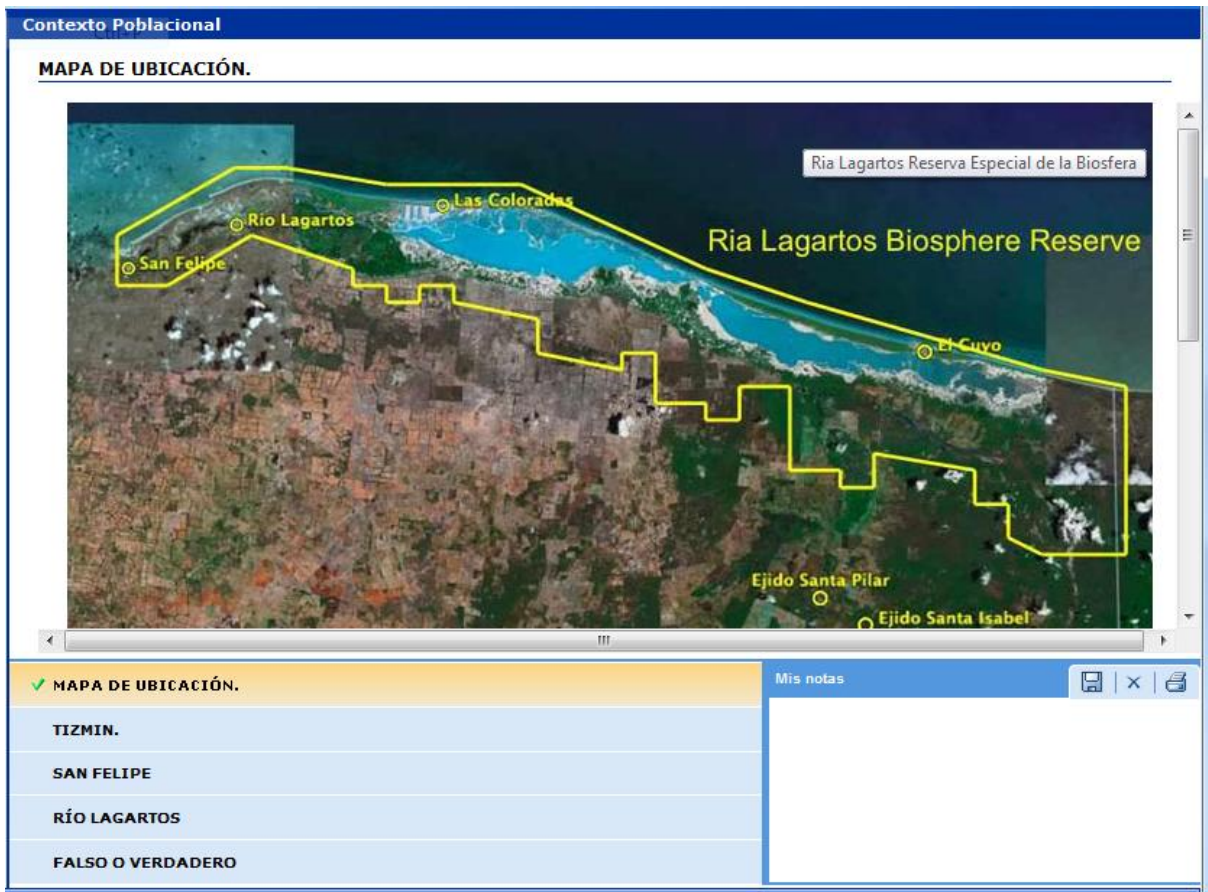 Contexto Poblacional
MAPA DE UBICACIÓN.
Ria Lagartos Reserva Especial de la Biosfera
Las Coloradas
Rio Lagartos
Ria Lagartos Biosphere Reserve
San Felipe
El Cuyo
Ejido Santa Pilar
Ejido Santa Isabel
MAPA DE UBICACIÓN.
Mis notas
TIZMIN.
SAN FELIPE
RÍO LAGARTOS
FALSO O VERDADERO